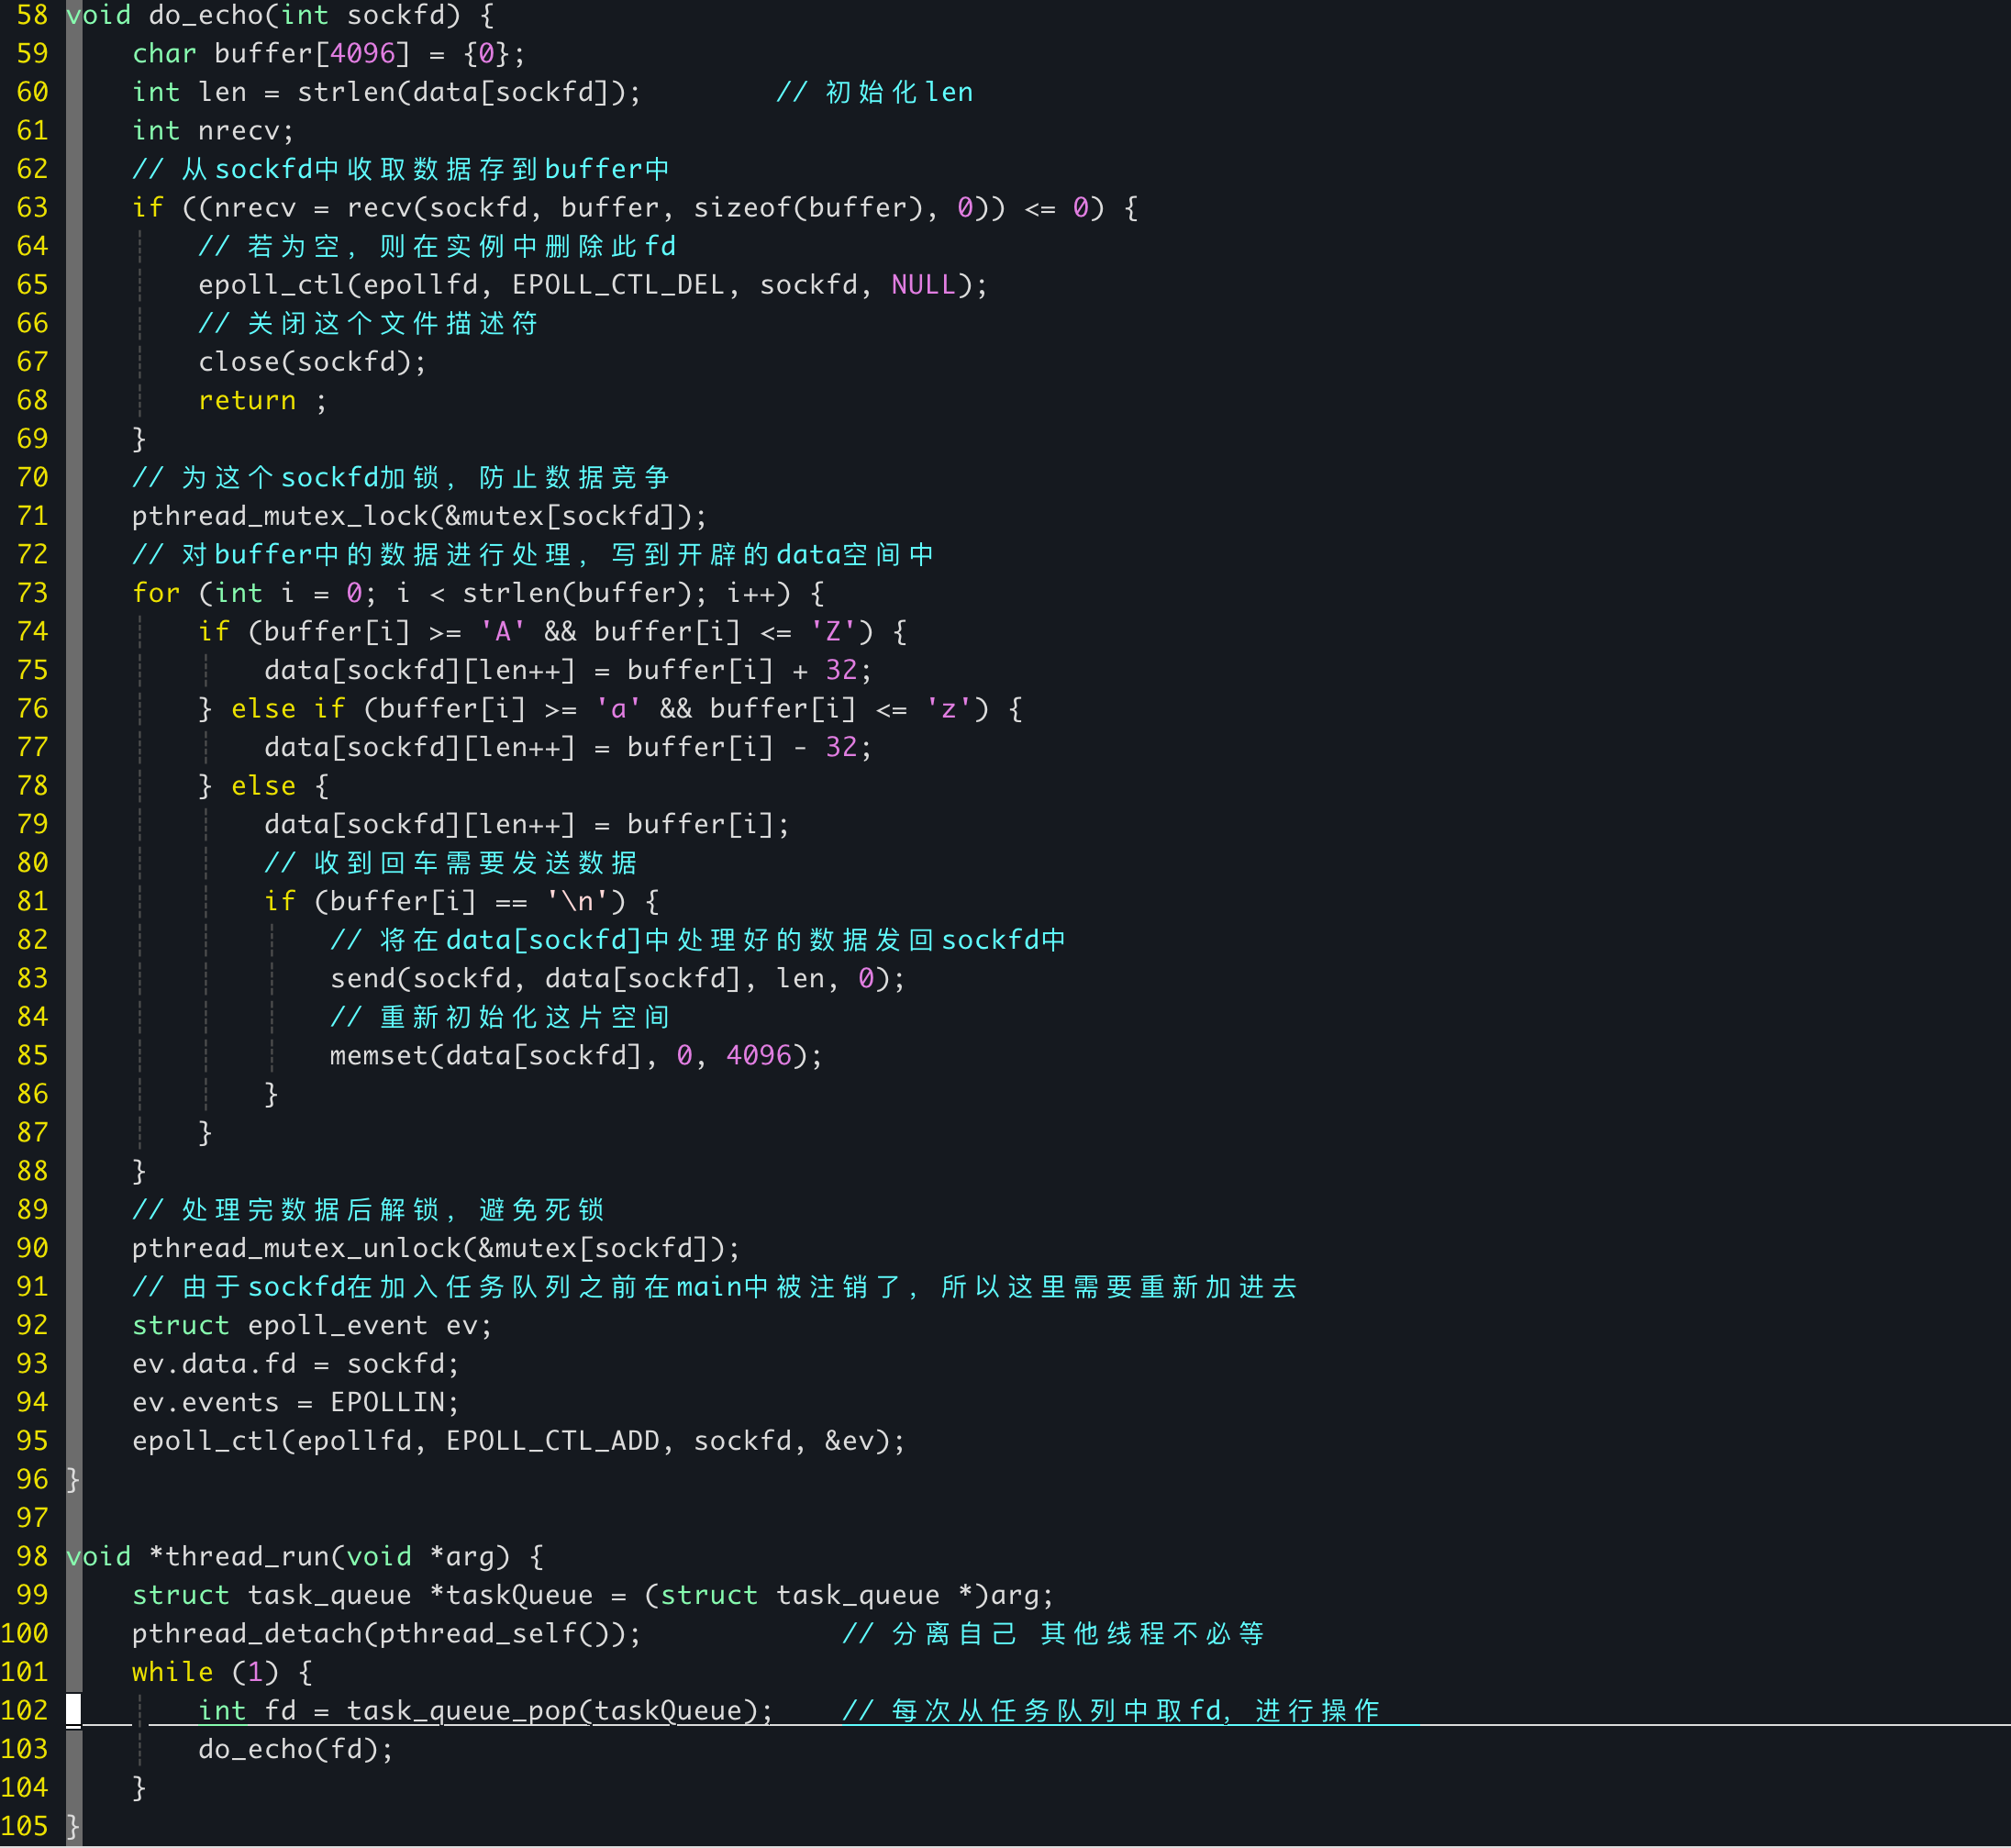 58 void do_echo(int sockfd) {
59     char buffer[4096] = {0};
60     int len = strlen(data[sockfd]);        // 初始化len
61     int nrecv;
62     // 从sockfd中收取数据存到buffer中
63     if ((nrecv = recv(sockfd, buffer, sizeof(buffer), 0)) <= 0) {
64         // 若为空，则在实例中删除此fd
65         epoll_ctl(epollfd, EPOLL_CTL_DEL, sockfd, NULL);
66         // 关闭这个文件描述符
67         close(sockfd);
68         return ;
69     }
70     // 为这个sockfd加锁，防止数据竞争
71     pthread_mutex_lock(&mutex[sockfd]);
72     // 对buffer中的数据进行处理，写到开辟的data空间中
73     for (int i = 0; i < strlen(buffer); i++) {
74         if (buffer[i] >= 'A' && buffer[i] <= 'Z') {
75             data[sockfd][len++] = buffer[i] + 32;
76         } else if (buffer[i] >= 'a' && buffer[i] <= 'z') {
77             data[sockfd][len++] = buffer[i] - 32;
78         } else {
79             data[sockfd][len++] = buffer[i];
80             // 收到回车需要发送数据
81             if (buffer[i] == '\n') {
82                 // 将在data[sockfd]中处理好的数据发回sockfd中
83                 send(sockfd, data[sockfd], len, 0);
84                 // 重新初始化这片空间
85                 memset(data[sockfd], 0, 4096);
86             }
87         }
88     }
89     // 处理完数据后解锁，避免死锁
90     pthread_mutex_unlock(&mutex[sockfd]);
91     // 由于sockfd在加入任务队列之前在main中被注销了，所以这里需要重新加进去
92     struct epoll_event ev;
93     ev.data.fd = sockfd;
94     ev.events = EPOLLIN;
95     epoll_ctl(epollfd, EPOLL_CTL_ADD, sockfd, &ev);
96 }
97
98 void *thread_run(void *arg) {
99     struct task_queue *taskQueue = (struct task_queue *)arg;
100     pthread_detach(pthread_self());            // 分离自己 其他线程不必等
101     while (1) {
102         int fd = task_queue_pop(taskQueue);    // 每次从任务队列中取fd，进行操作
103         do_echo(fd);
104     }
105 }